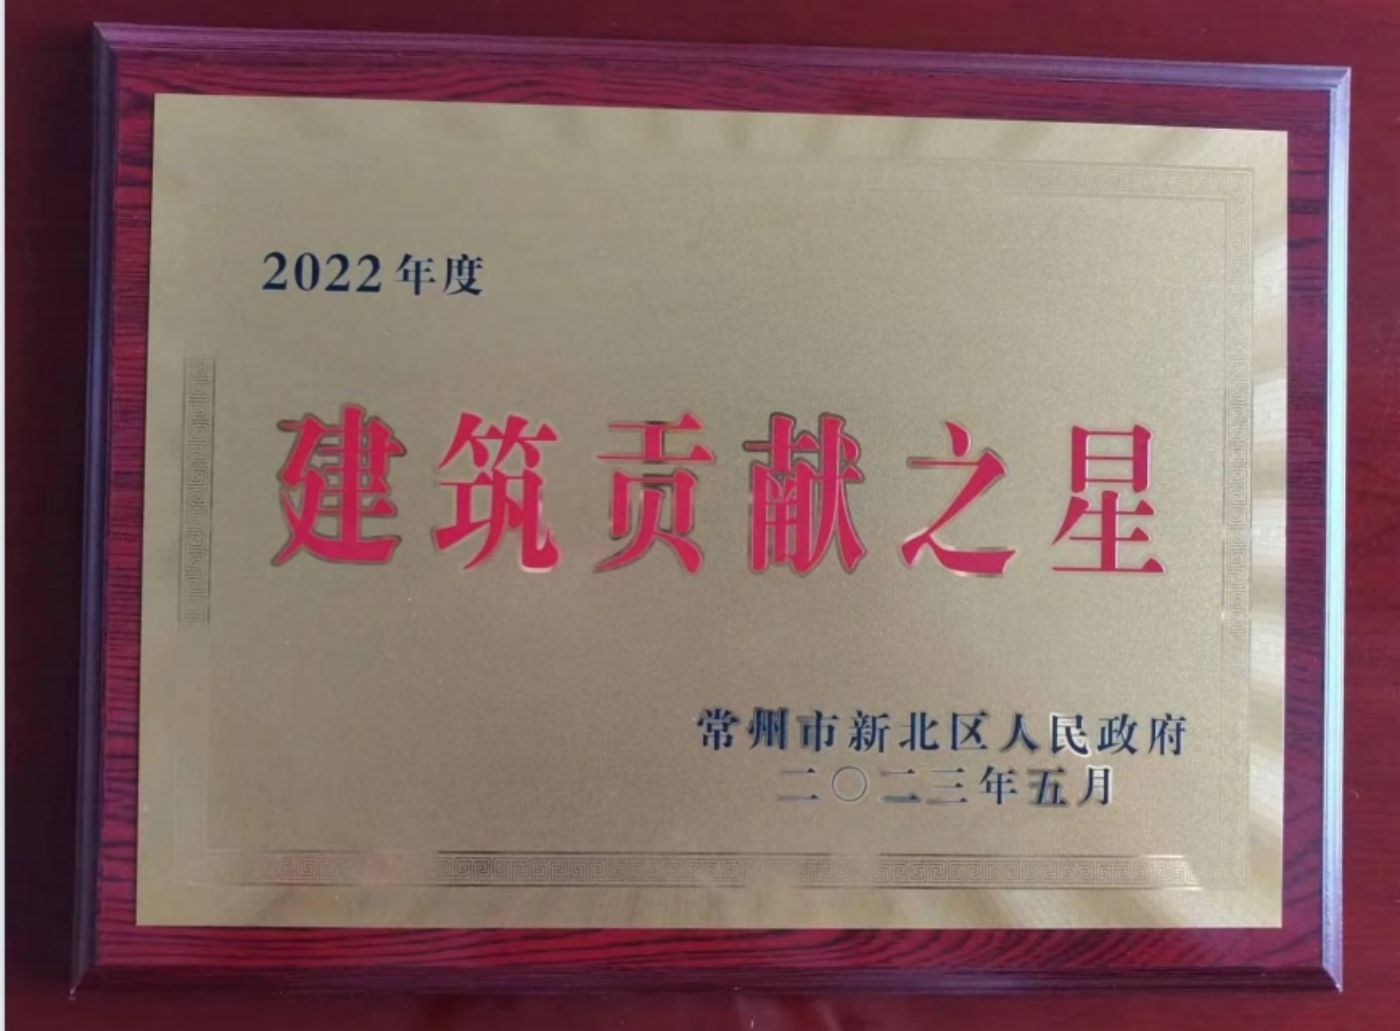 2022年度
建筑贡献之星
常州市新北区人民政府
二〇二三年五月